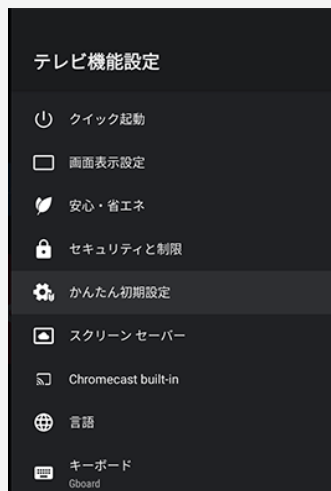 テレビ機能設定
クイック起動
画面表示設定
安心・省エネ
セキュリティと制限
かんたん初期設定
スクリーン セーバー
Chromecast built-in
言語
キーボード
Gboard